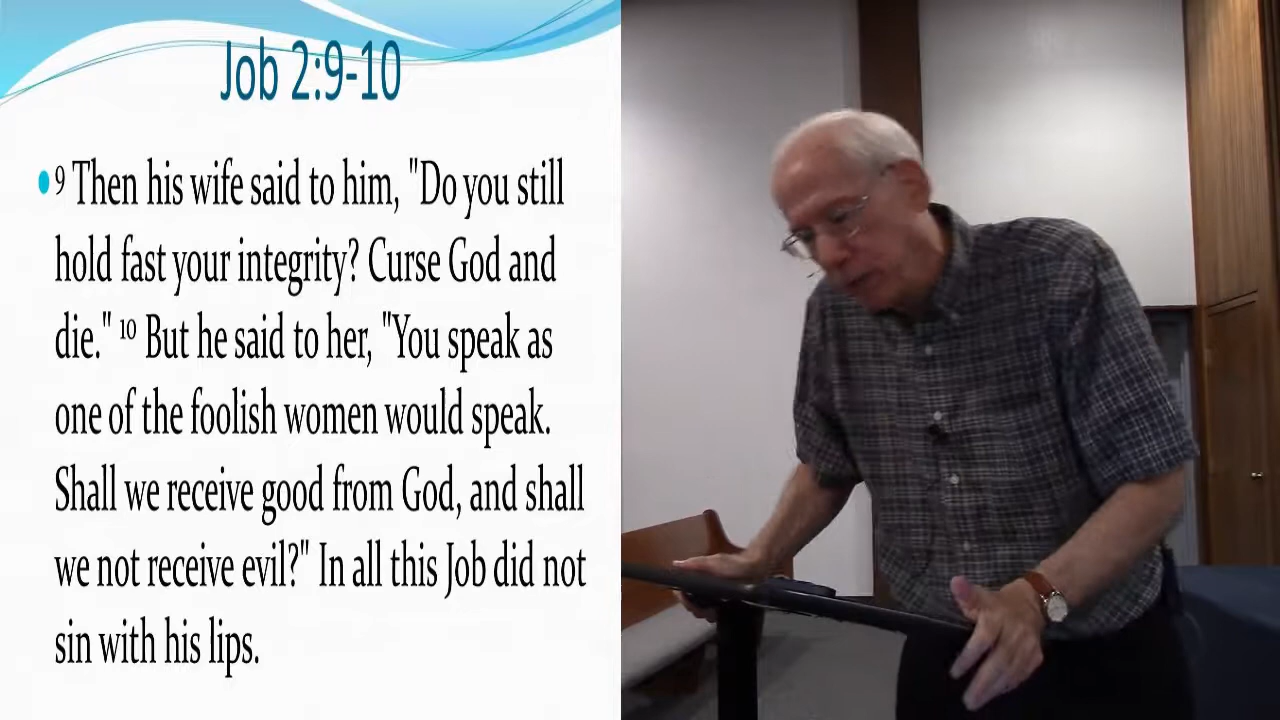 Job 2:9-10
• 9 Then his wife said to him, "Do you still
hold fast your integrity? Curse God and
die." 10 But he said to her, "You speak as
one of the foolish women would speak.
Shall we receive good from God, and shall
we not receive evil?" In all this Job did not
sin with his lips.